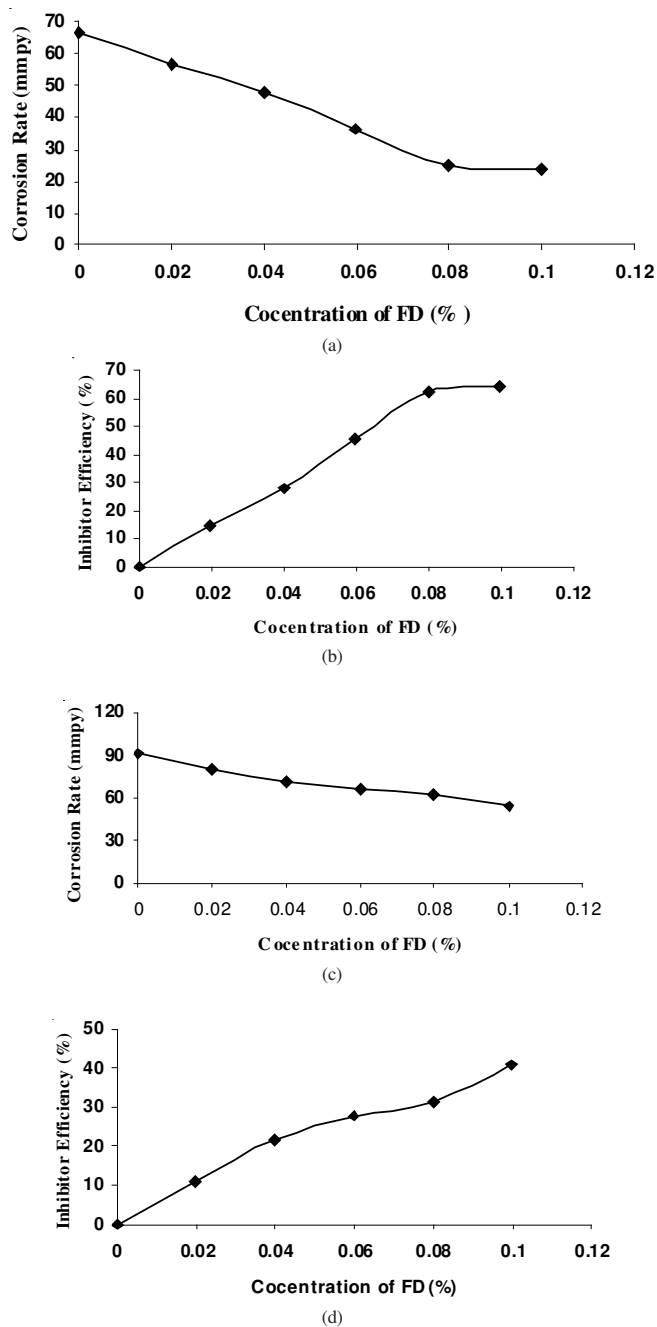 70
60
50
40
30
20
10
0
Corrosion Rate (mmpy)
0 0.02 0.04 0.06 0.08 0.1 0.12
Cocentration of FD (% )
(a)
70
60
50
40
30
20
10
0
Inhibitor Efficiency (%)
0 0.02 0.04 0.06 0.08 0.1 0.12
Cocentration of FD (%)
(b)
120
90
60
30
0
Corrosion Rate (mmpy)
0 0.02 0.04 0.06 0.08 0.1 0.12
Cocentration of FD (%)
(c)
50
40
30
20
10
0
Inhibitor Efficiency (%)
0 0.02 0.04 0.06 0.08 0.1 0.12
Cocentration of FD (%)
(d)